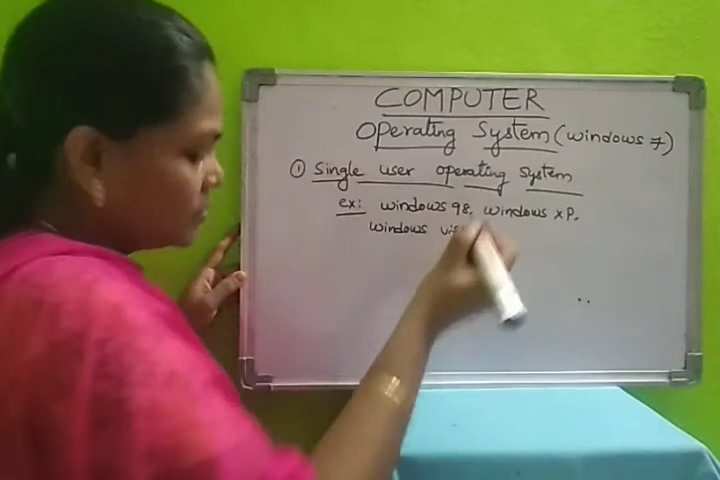 COMPUTER
Operating System (windows 7)
① Single user operating System
ex: windows 98, windows XP,
windows